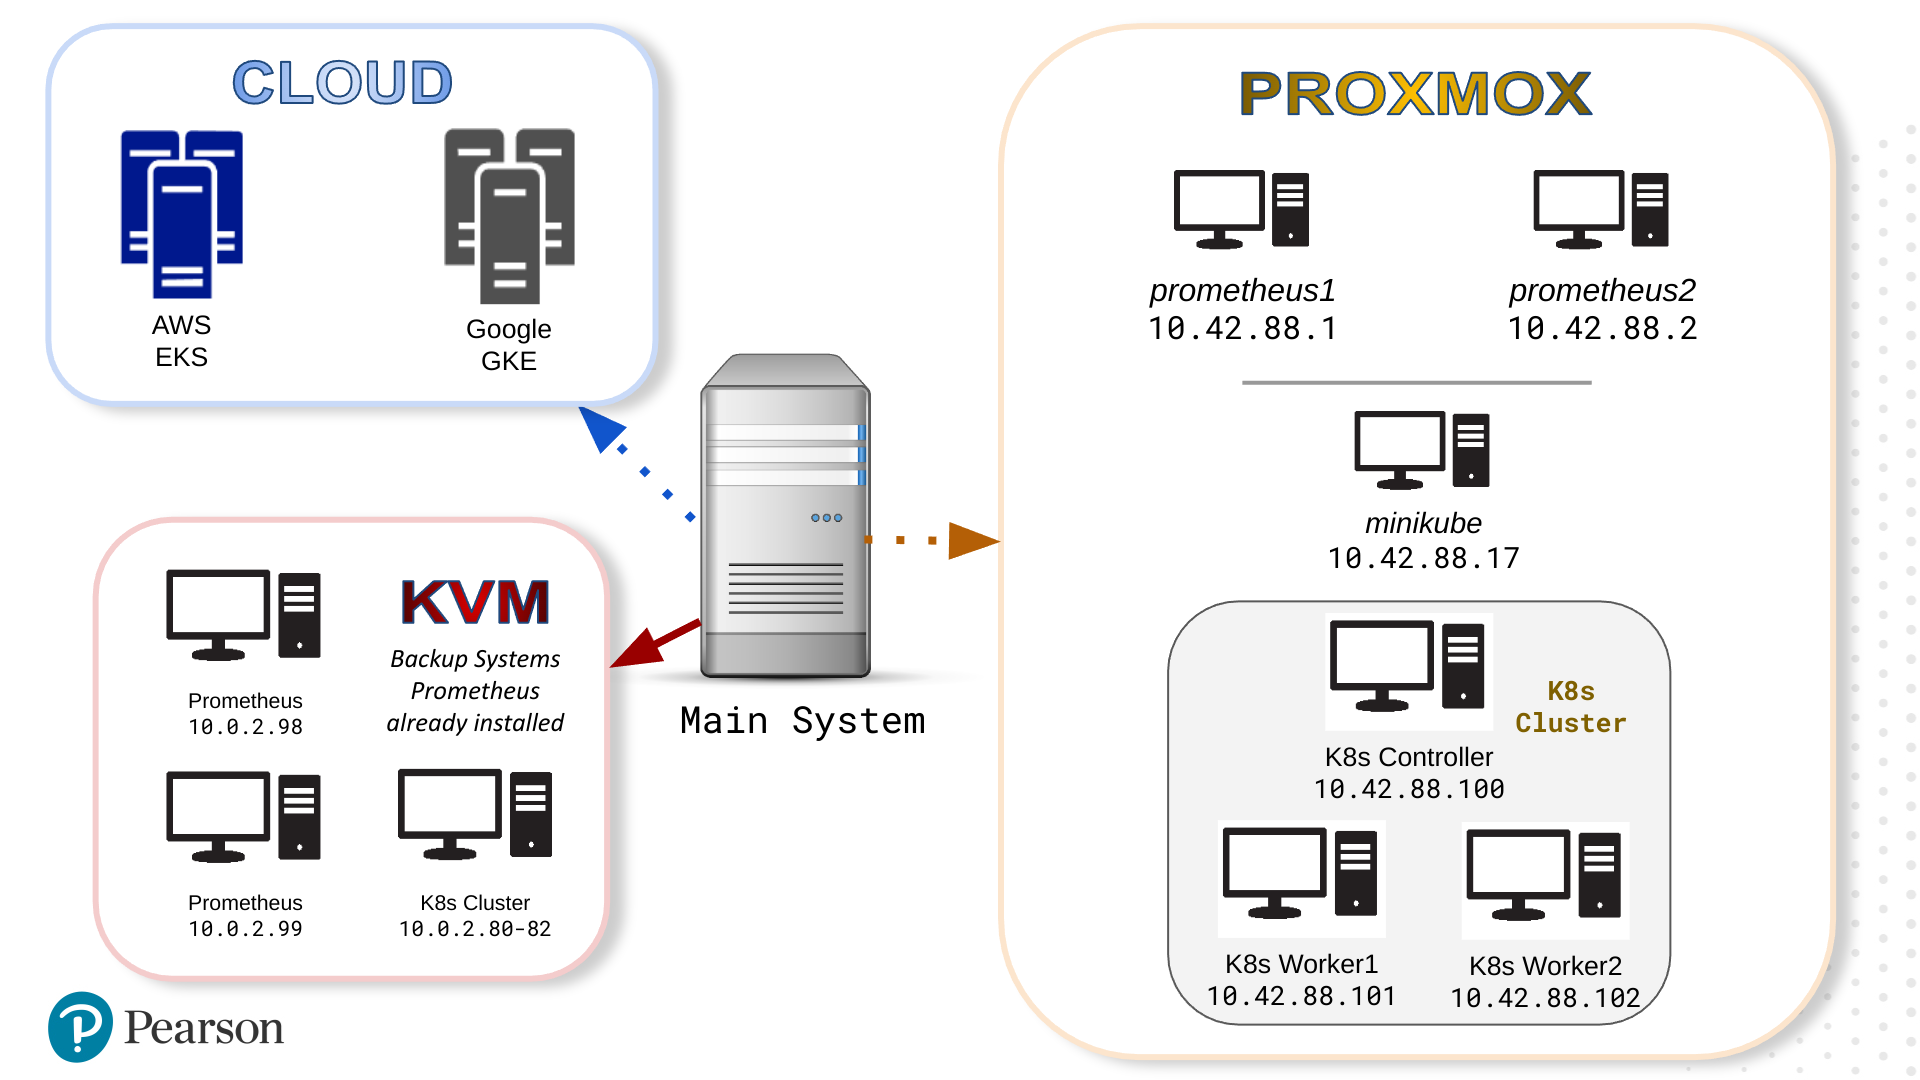 CLOUD
AWS
EKS
Google
GKE
PROXMOX
prometheus1
10.42.88.1
prometheus2
10.42.88.2
minikube
10.42.88.17
K8s
Cluster
K8s Controller
10.42.88.100
K8s Worker1
10.42.88.101
K8s Worker2
10.42.88.102
Main System
KVM
Backup Systems
Prometheus
already installed
Prometheus
10.0.2.98
Prometheus
10.0.2.99
K8s Cluster
10.0.2.80-82
Pearson